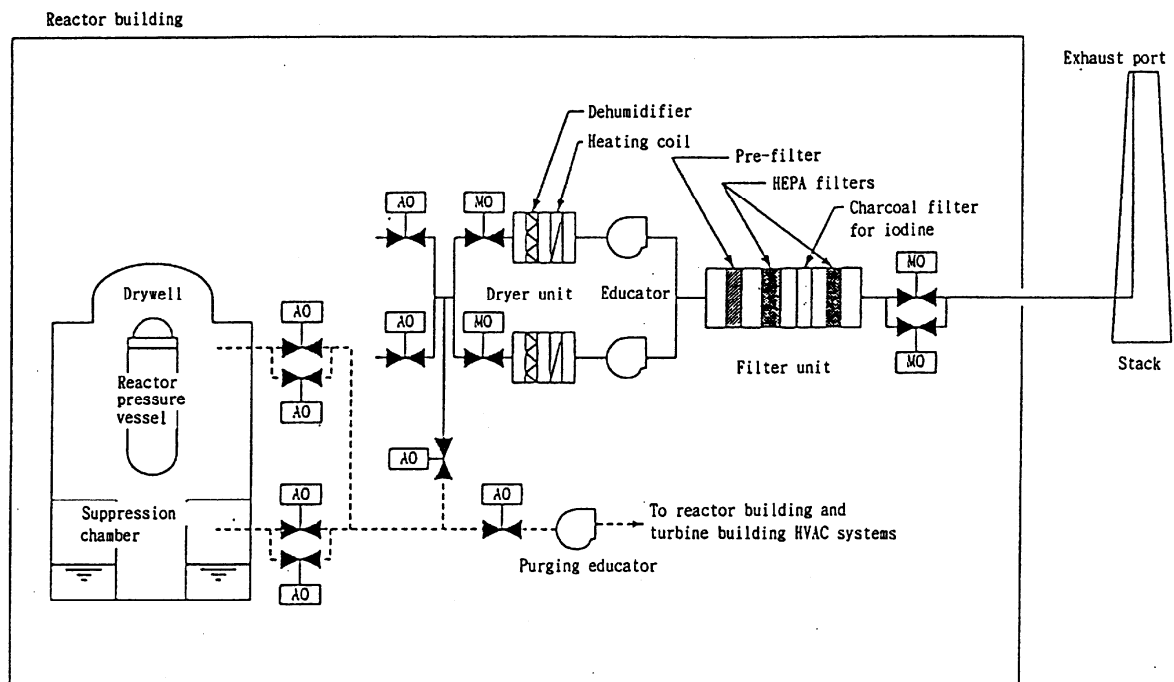 Reactor building
Exhaust port
Dehumidifier
Heating coil
Pre-filter
HEPA filters
Charcoal filter
for iodine
AO
MO
MO
Drywell
Dryer unit
Educator
AO
AO
MO
Reactor
pressure
vessel
Filter unit
MO
Stack
AO
AO
AO
AO
Suppression
chamber
To reactor building and
turbine building HVAC systems
Purging educator
AO